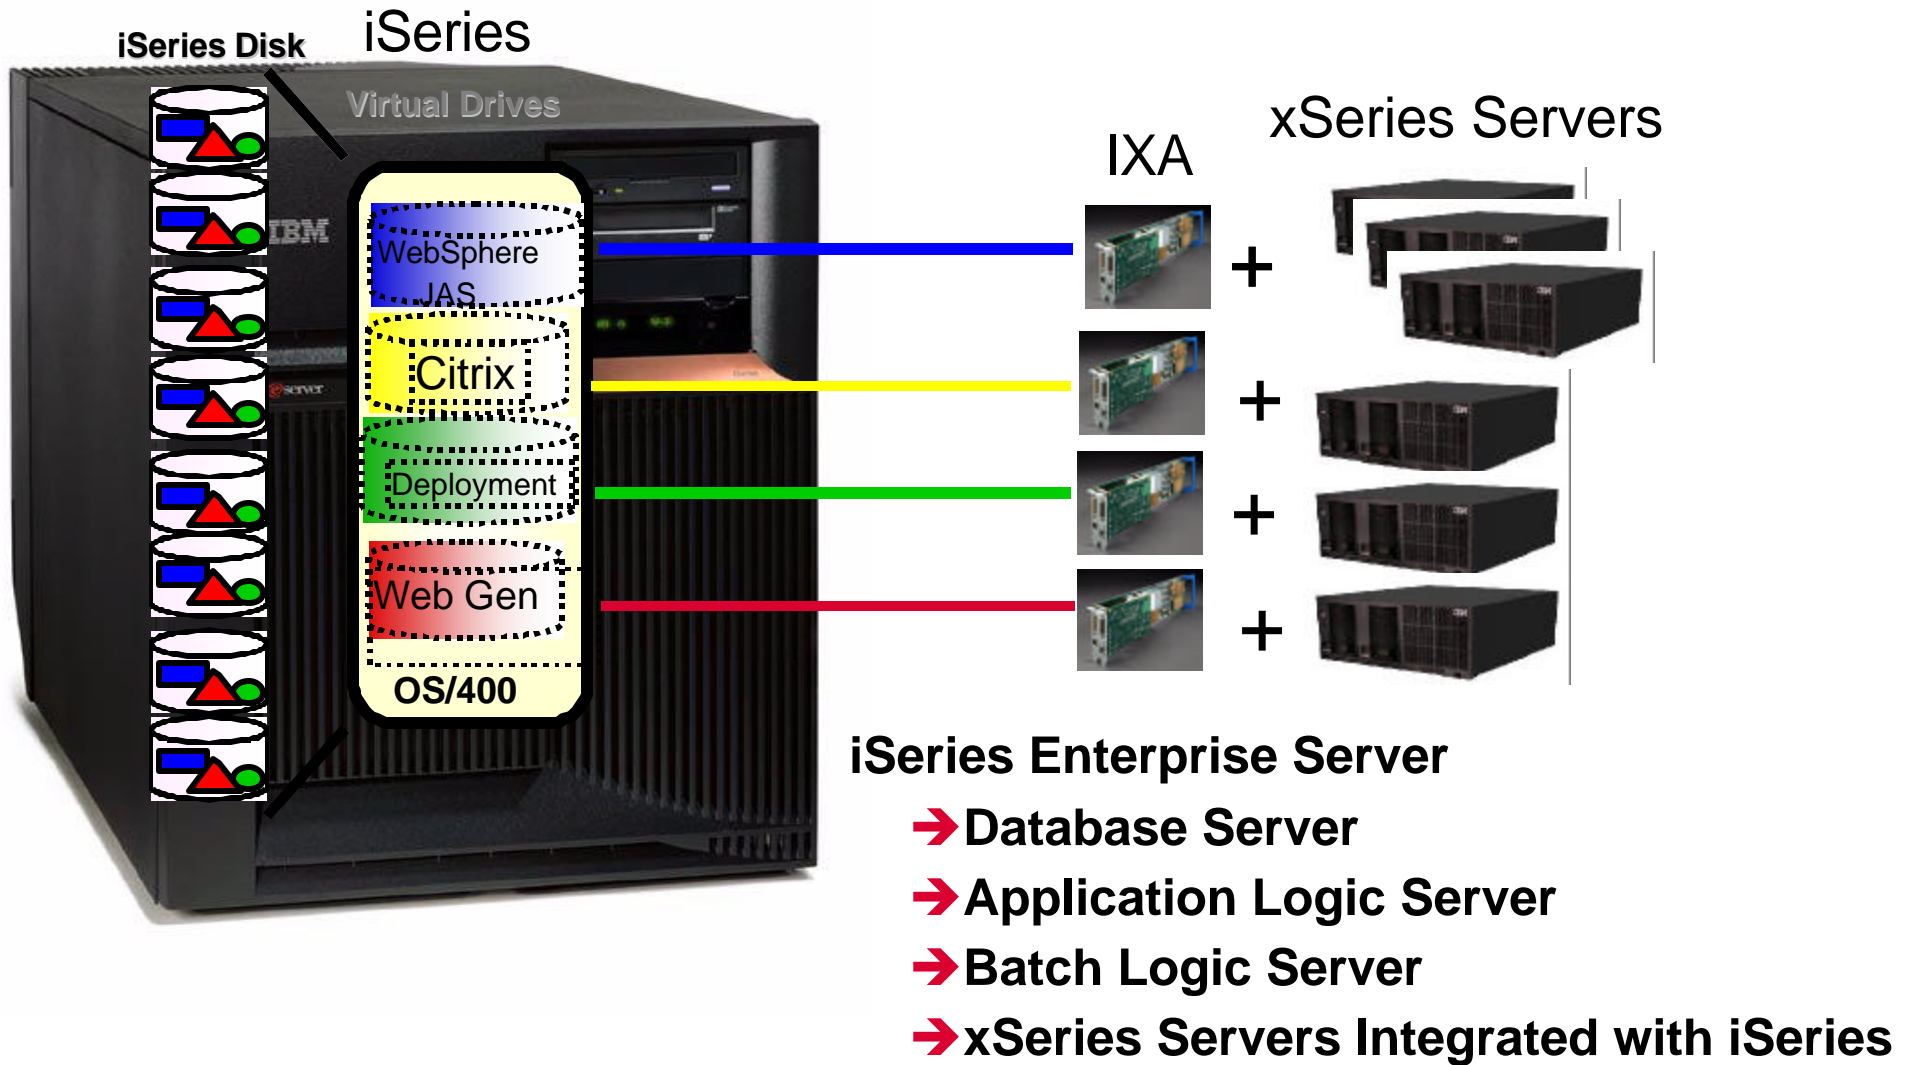 iSeries
iSeries Disk
Virtual Drives
IBM
server
WebSphere
JAS
Citrix
Deployment
Web Gen
OS/400
IXA
xSeries Servers
+
+
+
+
iSeries Enterprise Server
➔Database Server
➔Application Logic Server
➔Batch Logic Server
➔xSeries Servers Integrated with iSeries